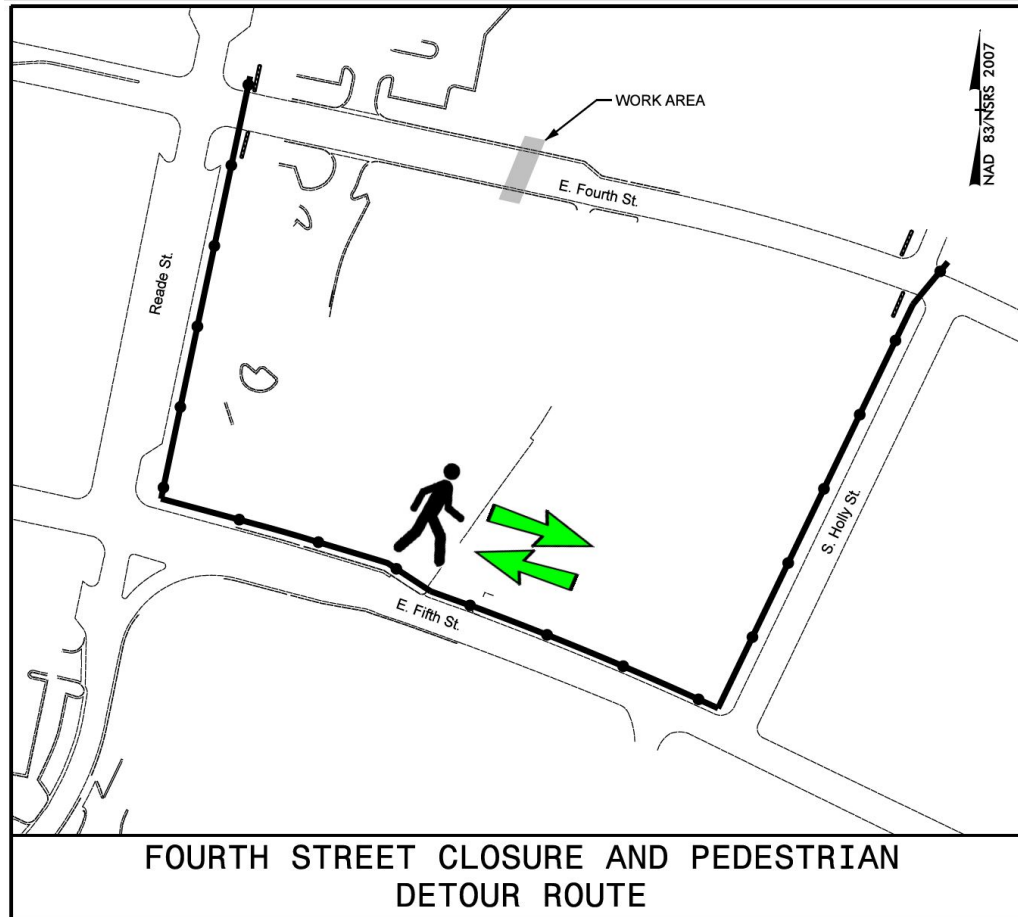 WORK AREA
NAD 83/NSRS 2007
E. Fourth St.
Reade St.
S. Holly St.
E. Fifth St.
FOURTH STREET CLOSURE AND PEDESTRIAN
DETOUR ROUTE